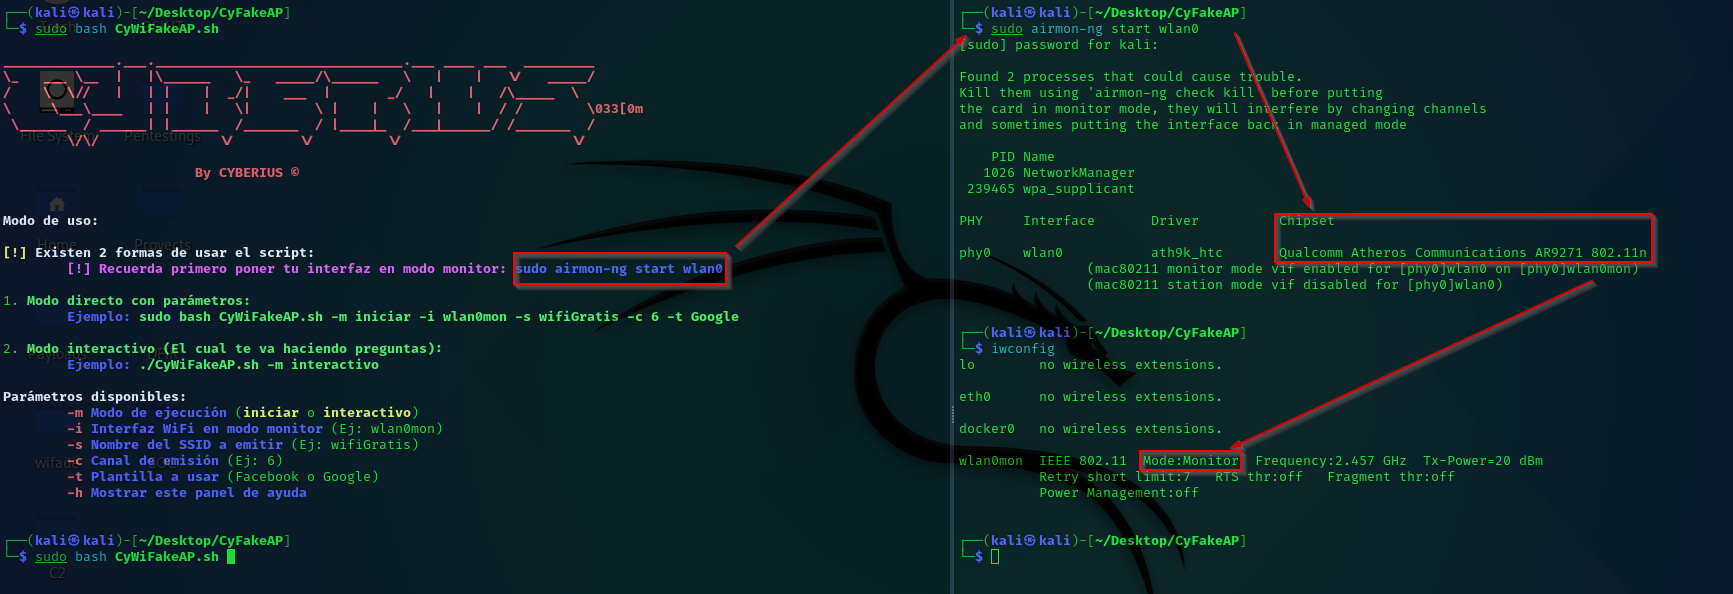 ┌──(kali㉿kali)-[~/Desktop/CyFakeAP]
└─$ sudo bash CyWiFakeAP.sh
\033[0m
By CYBERIUS ©
Modo de uso:
[!] Existen 2 formas de usar el script:
[!] Recuerda primero poner tu interfaz en modo monitor: sudo airmon-ng start wlan0
1. Modo directo con parámetros:
Ejemplo: sudo bash CyWiFakeAP.sh -m iniciar -i wlan0mon -s wifiGratis -c 6 -t Google
2. Modo interactivo (El cual te va haciendo preguntas):
Ejemplo: ./CyWiFakeAP.sh -m interactivo
Parámetros disponibles:
-m Modo de ejecución (iniciar o interactivo)
-i Interfaz WiFi en modo monitor (Ej: wlan0mon)
-s Nombre del SSID a emitir (Ej: wifiGratis)
-c Canal de emisión (Ej: 6)
-t Plantilla a usar (Facebook o Google)
-h Mostrar este panel de ayuda
┌──(kali㉿kali)-[~/Desktop/CyFakeAP]
└─$ sudo bash CyWiFakeAP.sh
File System
Pentestings
Home
Proyects
C2
┌──(kali㉿kali)-[~/Desktop/CyFakeAP]
└─$ sudo airmon-ng start wlan0
[sudo] password for kali:
Found 2 processes that could cause trouble.
Kill them using 'airmon-ng check kill' before putting
the card in monitor mode, they will interfere by changing channels
and sometimes putting the interface back in managed mode
PID Name
1026 NetworkManager
239465 wpa_supplicant
PHY Interface Driver Chipset
phy0 wlan0 ath9k_htc Qualcomm Atheros Communications AR9271 802.11n
(mac80211 monitor mode vif enabled for [phy0]wlan0 on [phy0]wlan0mon)
(mac80211 station mode vif disabled for [phy0]wlan0)
┌──(kali㉿kali)-[~/Desktop/CyFakeAP]
└─$ iwconfig
lo no wireless extensions.
eth0 no wireless extensions.
docker0 no wireless extensions.
wlan0mon IEEE 802.11 Mode:Monitor Frequency:2.457 GHz Tx-Power=20 dBm
Retry short limit:7 RTS thr:off Fragment thr:off
Power Management:off
┌──(kali㉿kali)-[~/Desktop/CyFakeAP]
└─$